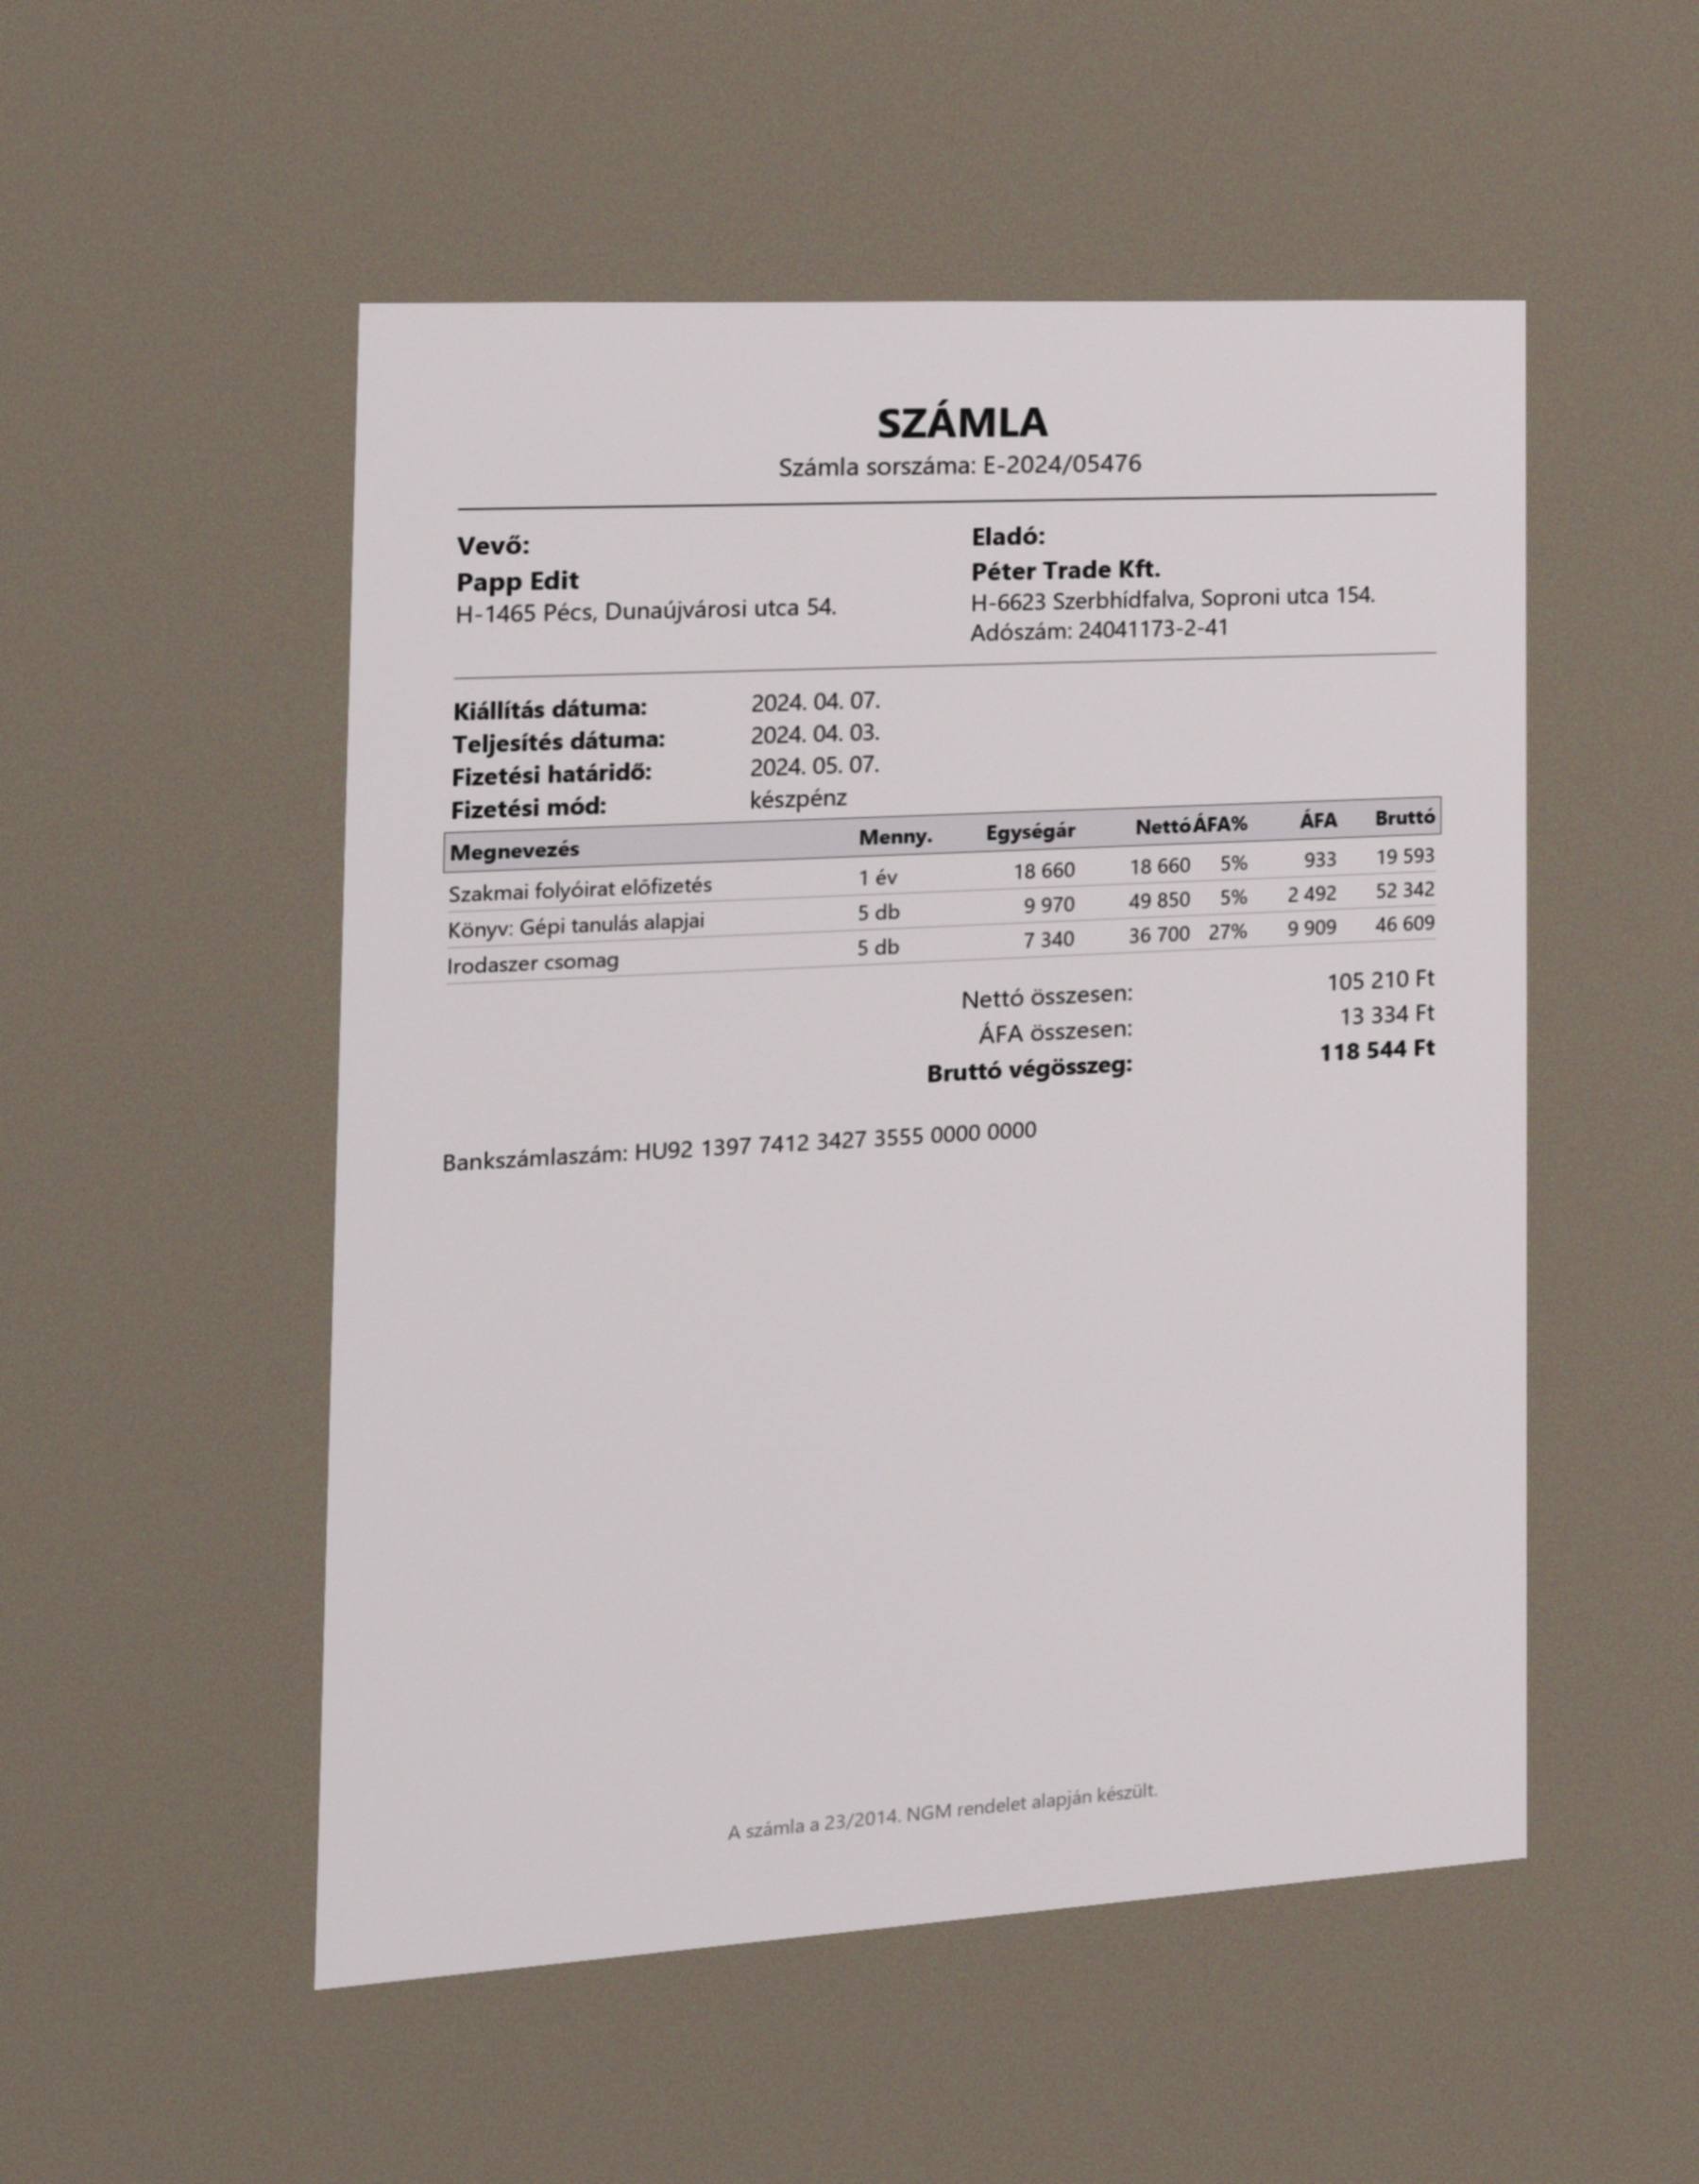 SZÁMLA
Számla sorszáma: E-2024/05476
Vevő:
Papp Edit
H-1465 Pécs, Dunaújvárosi utca 54.
Eladó:
Péter Trade Kft.
H-6623 Szerbhídfalva, Soproni utca 154.
Adószám: 24041173-2-41
Kiállítás dátuma: 2024. 04. 07.
Teljesítés dátuma: 2024. 04. 03.
Fizetési határidő: 2024. 05. 07.
Fizetési mód: készpénz
Megnevezés Menny. Egységár Nettó ÁFA% ÁFA Bruttó
Szakmai folyóirat előfizetés 1 év 18 660 18 660 5% 933 19 593
Könyv: Gépi tanulás alapjai 5 db 9 970 49 850 5% 2 492 52 342
Irodaszer csomag 5 db 7 340 36 700 27% 9 909 46 609
Nettó összesen: 105 210 Ft
ÁFA összesen: 13 334 Ft
Bruttó végösszeg: 118 544 Ft
Bankszámlaszám: HU92 1397 7412 3427 3555 0000 0000
A számla a 23/2014. NGM rendelet alapján készült.